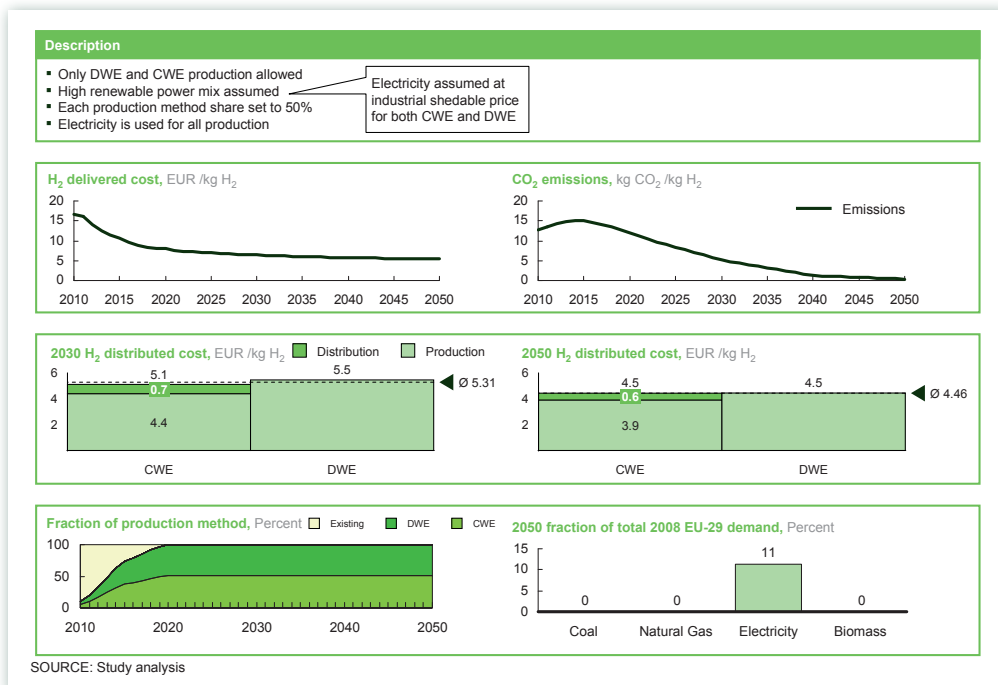 Description
▪ Only DWE and CWE production allowed
▪ High renewable power mix assumed
▪ Each production method share set to 50%
▪ Electricity is used for all production
Electricity assumed at
industrial shedable price
for both CWE and DWE
H₂ delivered cost, EUR /kg H₂
20
15
10
5
0
2010 2015 2020 2025 2030 2035 2040 2045 2050
CO₂ emissions, kg CO₂ /kg H₂
Emissions
20
15
10
5
0
2010 2015 2020 2025 2030 2035 2040 2045 2050
2030 H₂ distributed cost, EUR /kg H₂ Distribution Production
6
4
2
5.1 5.5
0.7
4.4
Ø 5.31
CWE DWE
2050 H₂ distributed cost, EUR /kg H₂
6
4
2
4.5 4.5
0.6
3.9
Ø 4.46
CWE DWE
Fraction of production method, Percent Existing DWE CWE
100
50
0
2010 2020 2030 2040 2050
2050 fraction of total 2008 EU-29 demand, Percent
15
10
5
0
0 0 11 0
Coal Natural Gas Electricity Biomass
SOURCE: Study analysis